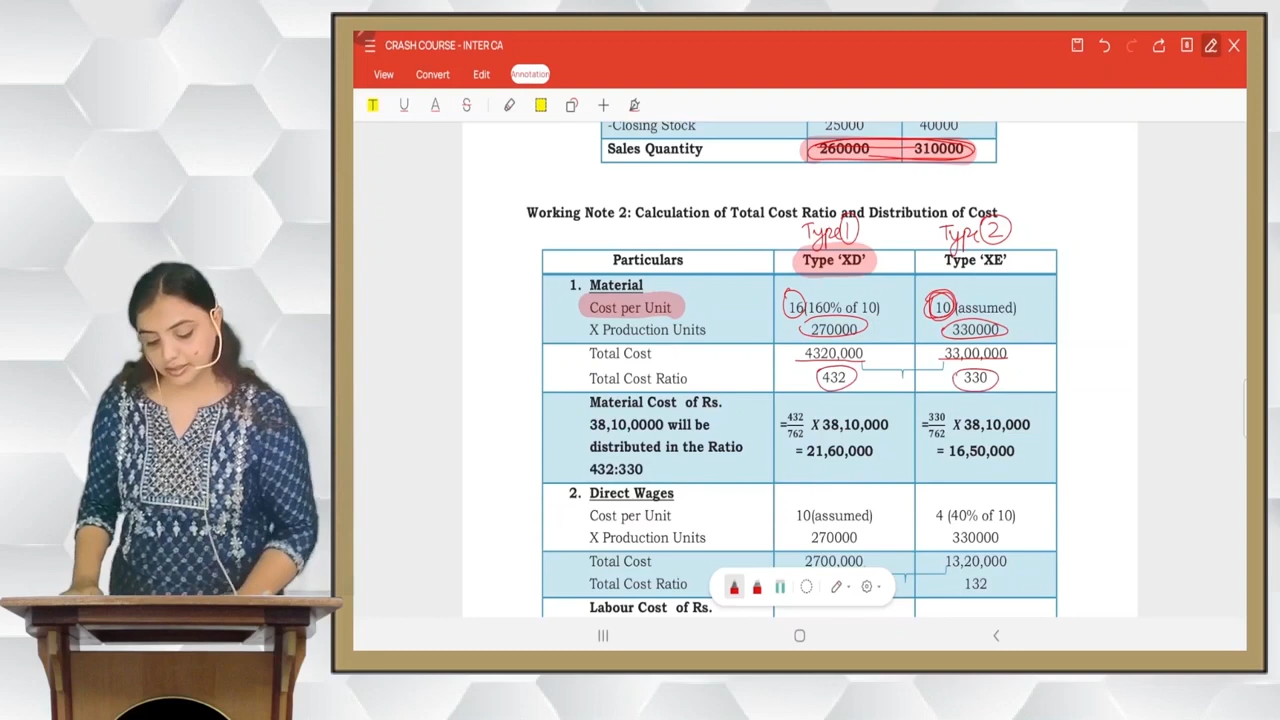 CRASH COURSE - INTER CA
View Convert Edit Annotation
-Closing Stock 25000 40000
Sales Quantity 260000 310000
Working Note 2: Calculation of Total Cost Ratio and Distribution of Cost
Type 1 Type 2
Particulars Type 'XD' Type 'XE'
1. Material
Cost per Unit 16(160% of 10) 10 (assumed)
X Production Units 270000 330000
Total Cost 4320,000 33,00,000
Total Cost Ratio 432 330
Material Cost of Rs.
38,10,0000 will be
distributed in the Ratio
432:330
=432/762 X 38,10,000 =330/762 X 38,10,000
= 21,60,000 = 16,50,000
2. Direct Wages
Cost per Unit 10(assumed) 4 (40% of 10)
X Production Units 270000 330000
Total Cost 2700,000 13,20,000
Total Cost Ratio 132
Labour Cost of Rs.